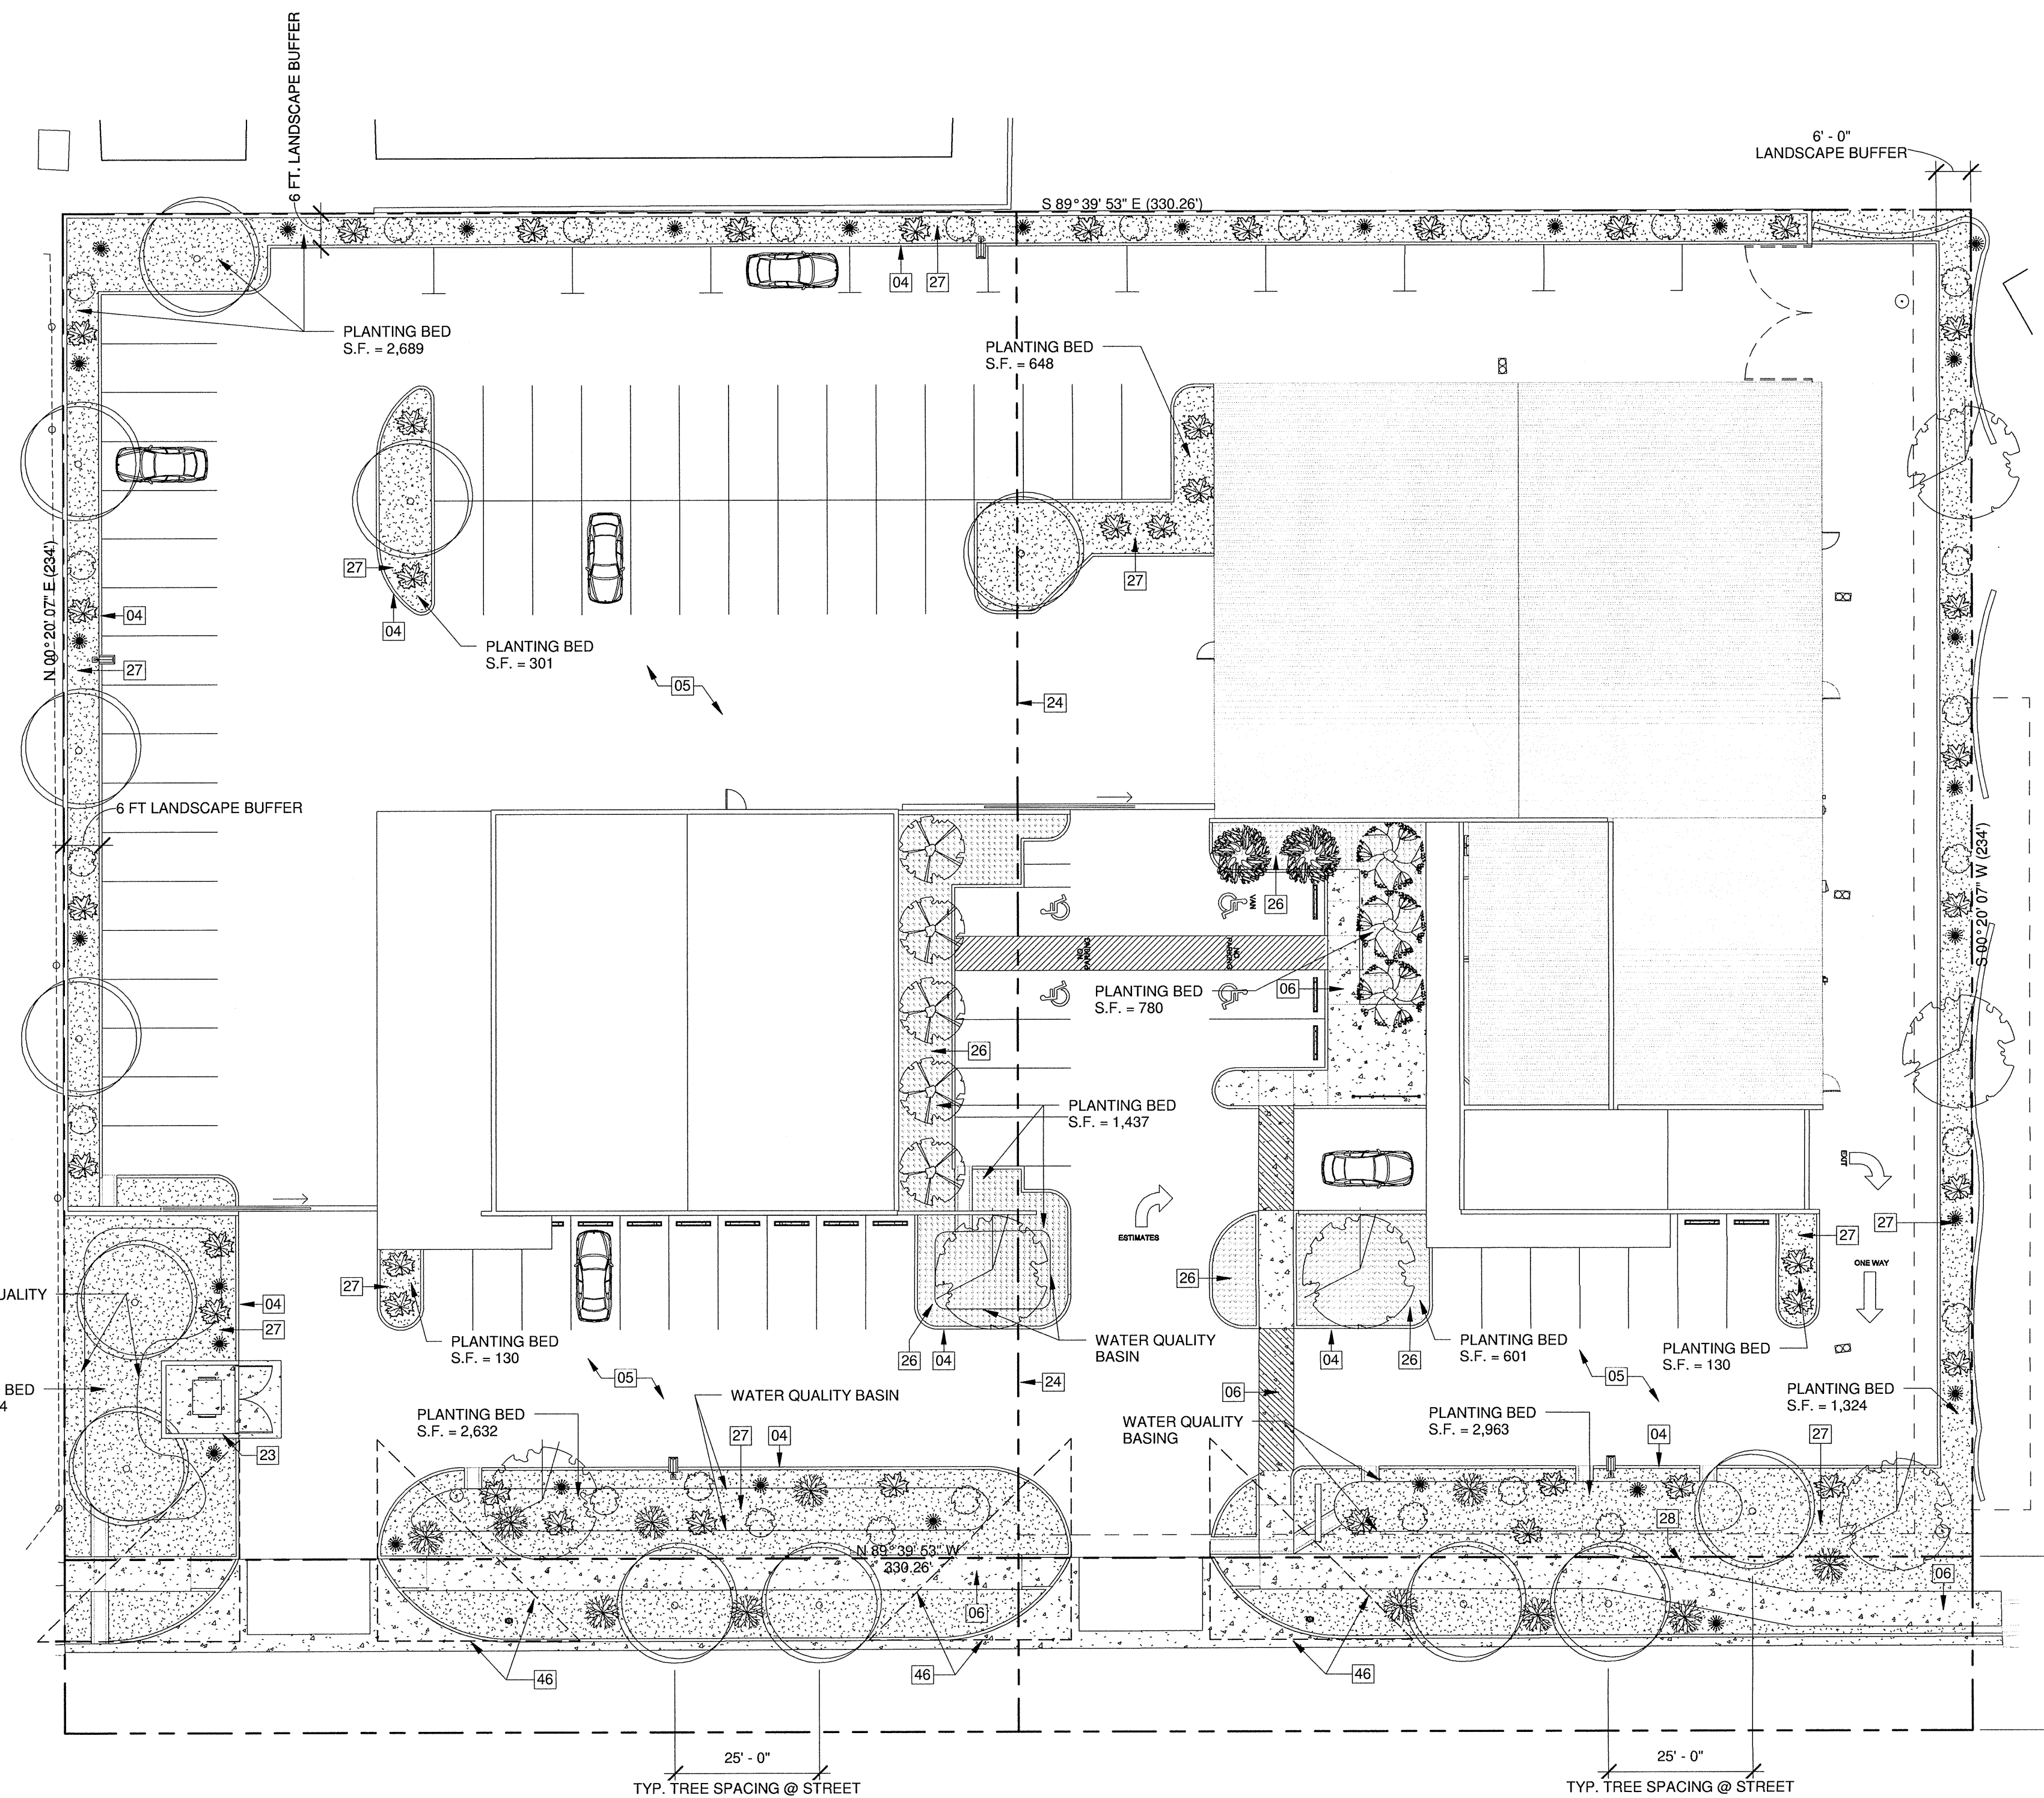 6 FT. LANDSCAPE BUFFER
6' - 0"
LANDSCAPE BUFFER
S 89° 39' 53" E (330.26')
04
27
PLANTING BED
S.F. = 2,689
PLANTING BED
S.F. = 648
N 00° 20' 07" E (234')
27
04
27
04
27
PLANTING BED
S.F. = 301
05
24
6 FT LANDSCAPE BUFFER
S 00° 20' 07" W (234')
VAN
26
NO
PARKING
NO
PARKING
PLANTING BED
S.F. = 780
06
26
PLANTING BED
S.F. = 1,437
EXIT
ESTIMATES
27
27
26
ONE WAY
UALITY
27
04
27
PLANTING BED
S.F. = 130
26
04
WATER QUALITY
BASIN
04
26
PLANTING BED
S.F. = 601
PLANTING BED
S.F. = 130
05
24
05
BED
4
06
WATER QUALITY BASIN
PLANTING BED
S.F. = 2,632
27
04
WATER QUALITY
BASING
PLANTING BED
S.F. = 2,963
PLANTING BED
S.F. = 1,324
04
27
23
28
N 89° 39' 53" W
330.26'
06
06
46
46
46
25' - 0"
TYP. TREE SPACING @ STREET
25' - 0"
TYP. TREE SPACING @ STREET